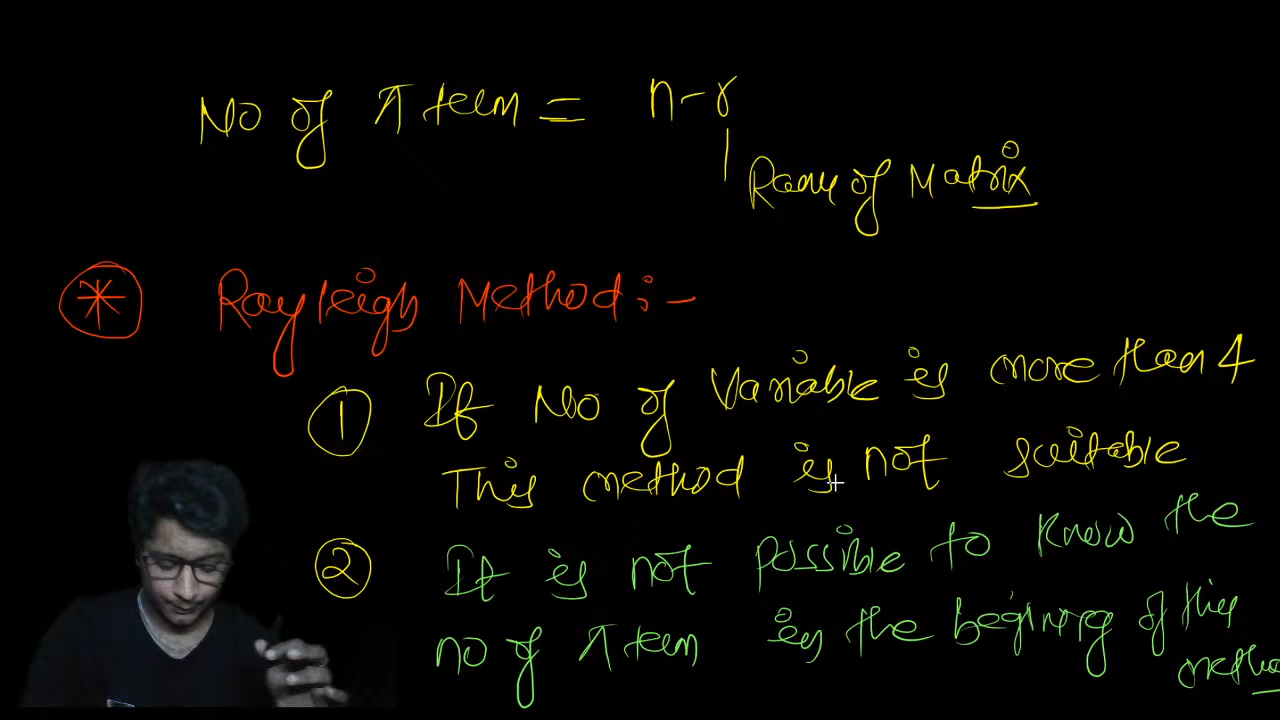 No of π term = n-r
Rank of Matrix
* Rayleigh Method:-
① If No of Variable is more than 4
This method is not suitable
② It is not possible to know the
no of π term in the begining of this
method